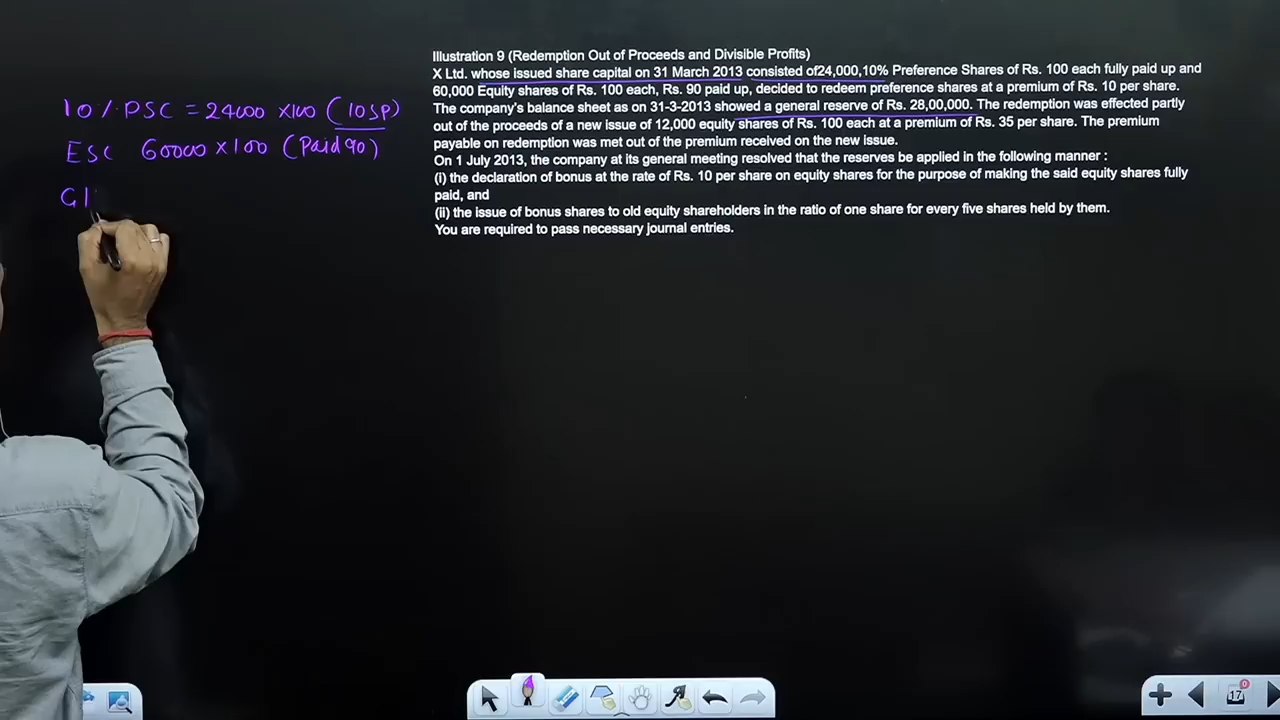 Illustration 9 (Redemption Out of Proceeds and Divisible Profits)
X Ltd. whose issued share capital on 31 March 2013 consisted of24,000,10% Preference Shares of Rs. 100 each fully paid up and
60,000 Equity shares of Rs. 100 each, Rs. 90 paid up, decided to redeem preference shares at a premium of Rs. 10 per share.
The company's balance sheet as on 31-3-2013 showed a general reserve of Rs. 28,00,000. The redemption was effected partly
out of the proceeds of a new issue of 12,000 equity shares of Rs. 100 each at a premium of Rs. 35 per share. The premium
payable on redemption was met out of the premium received on the new issue.
On 1 July 2013, the company at its general meeting resolved that the reserves be applied in the following manner :
(i) the declaration of bonus at the rate of Rs. 10 per share on equity shares for the purpose of making the said equity shares fully
paid, and
(ii) the issue of bonus shares to old equity shareholders in the ratio of one share for every five shares held by them.
You are required to pass necessary journal entries.
10 % PSC = 24000 × 100 (10 SP)
ESC 60000 × 100 (Paid 90)
G
17
0